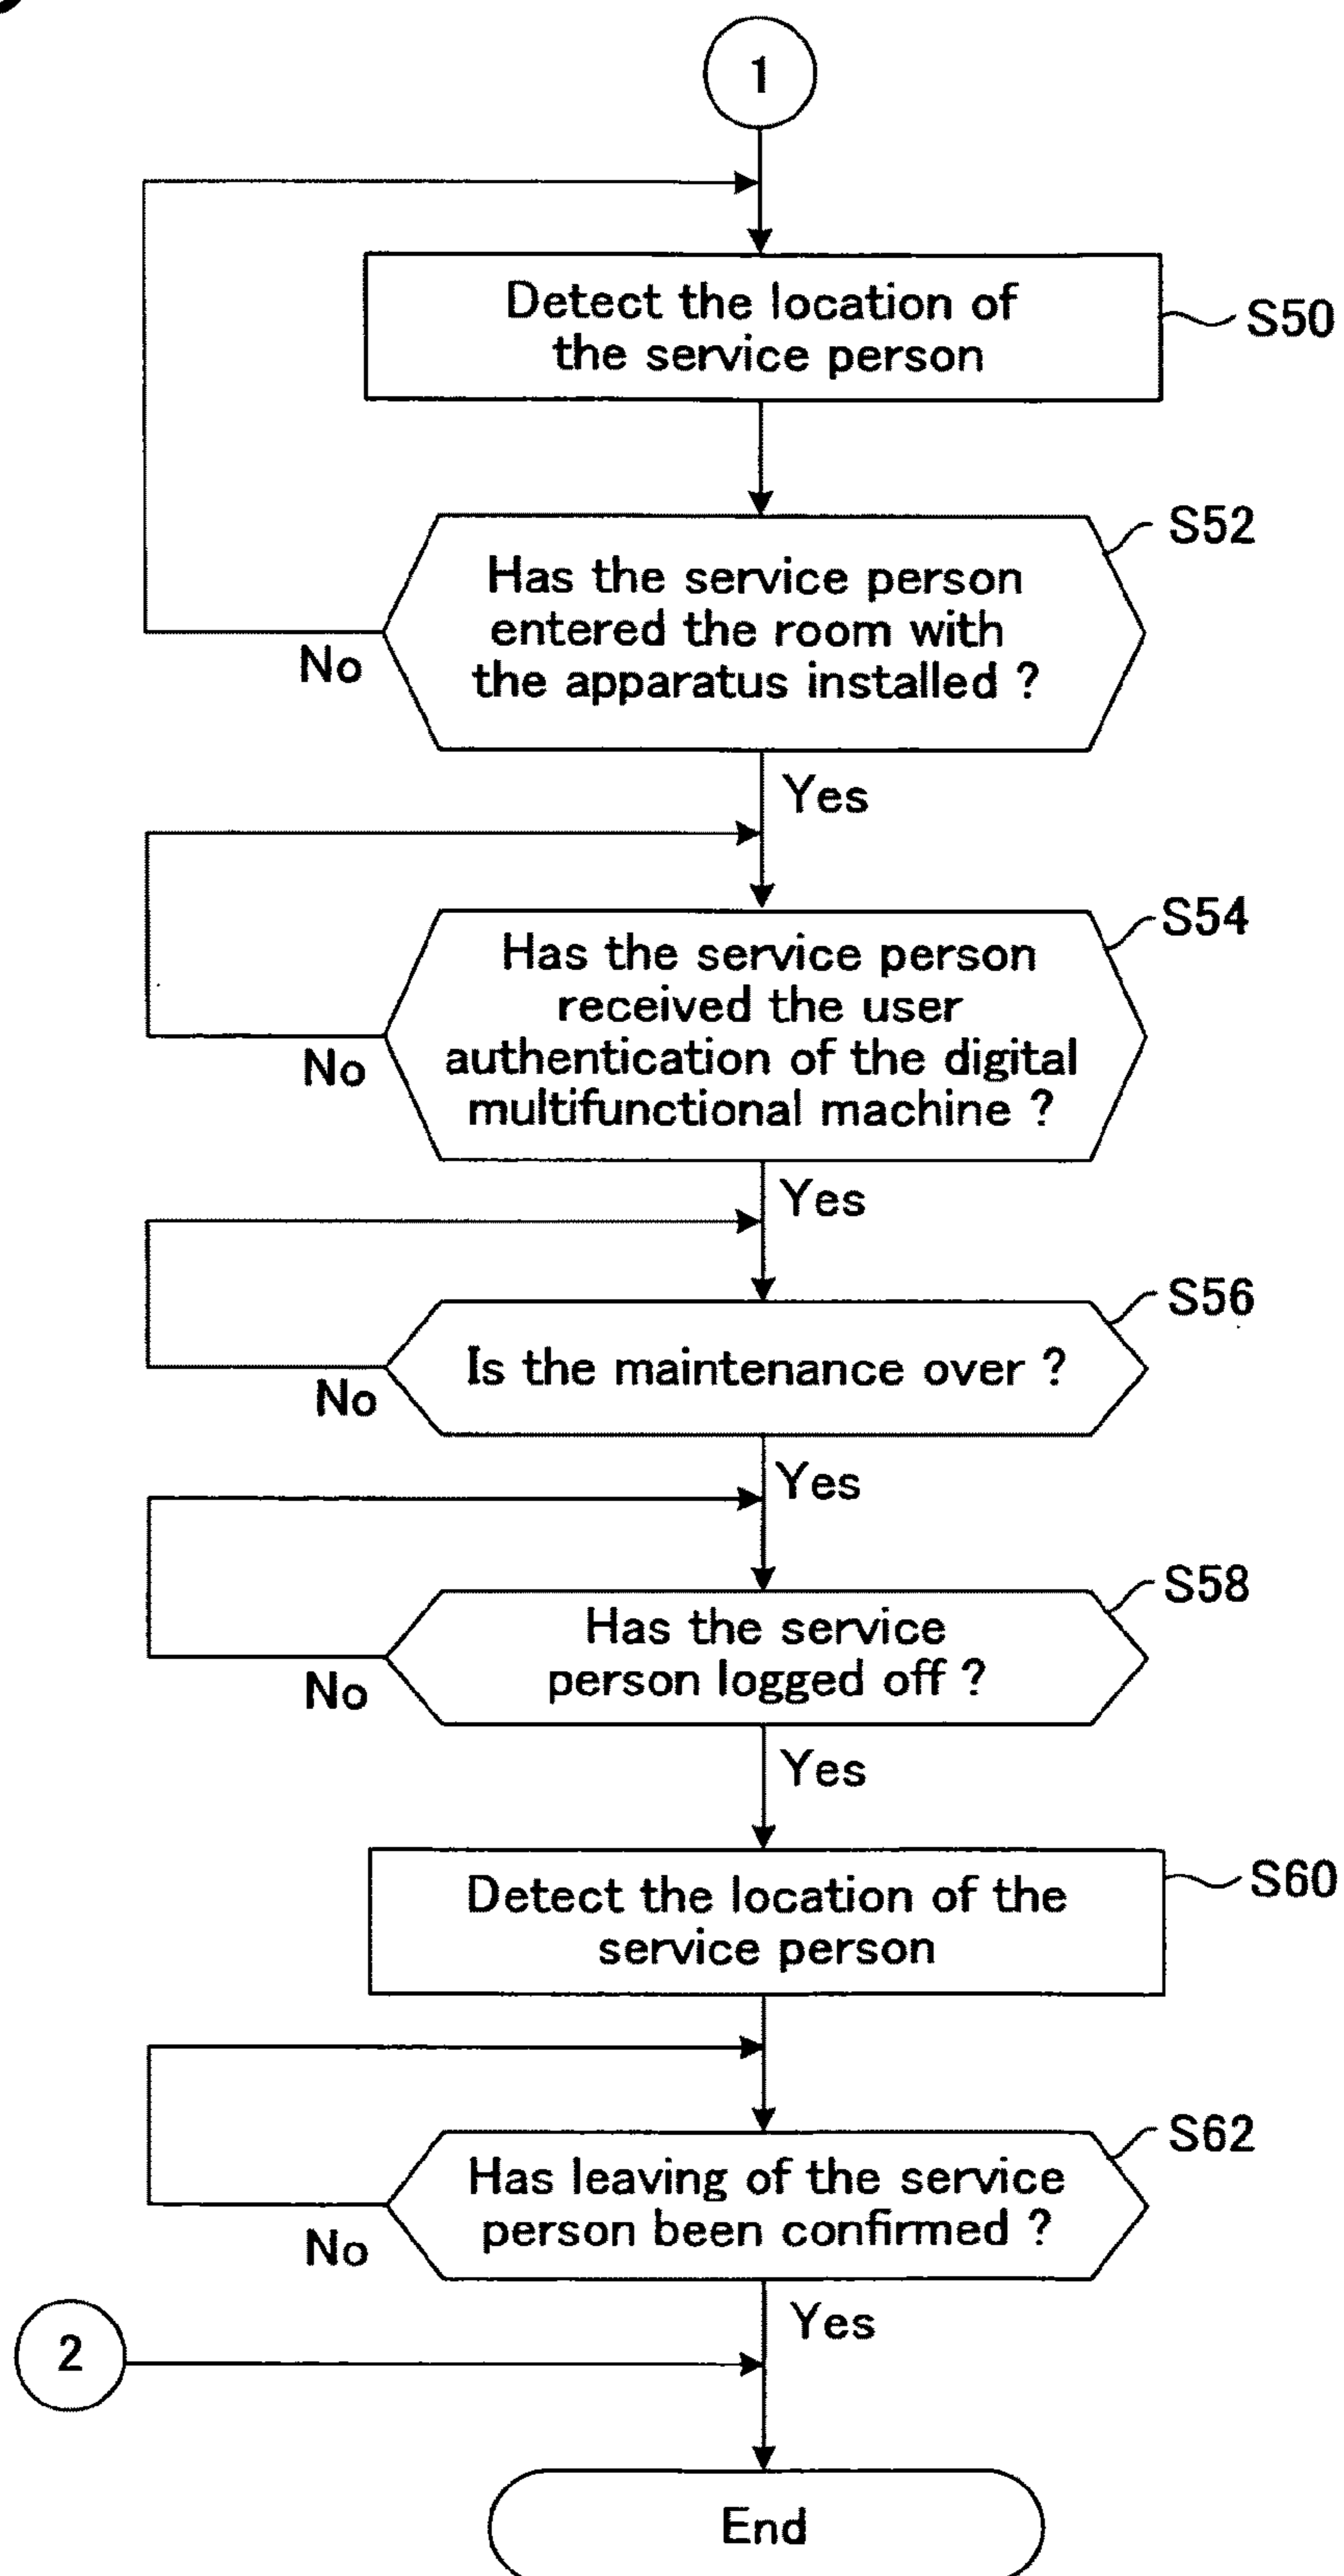 1
Detect the location of
the service person
S50
S52
Has the service person
entered the room with
the apparatus installed ?
No
Yes
S54
Has the service person
received the user
authentication of the digital
multifunctional machine ?
No
Yes
S56
Is the maintenance over ?
No
Yes
S58
Has the service
person logged off ?
No
Yes
Detect the location of the
service person
S60
S62
Has leaving of the service
person been confirmed ?
No
Yes
2
End